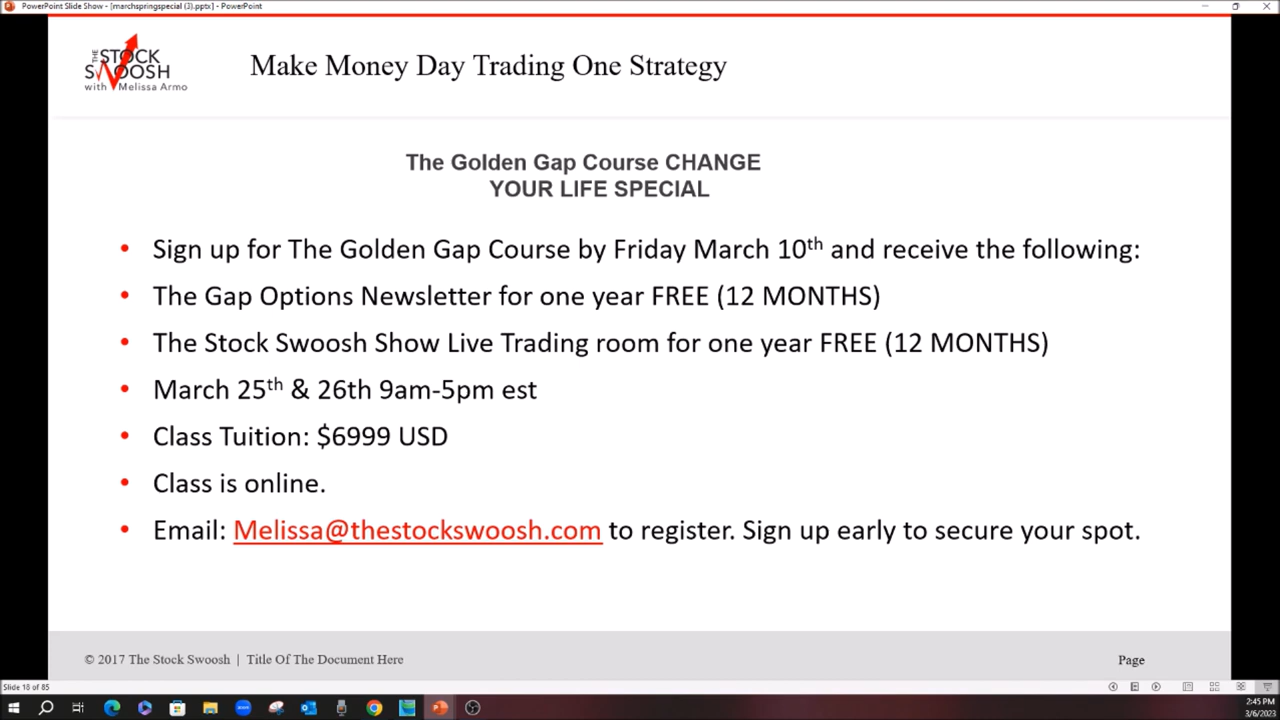 PowerPoint Slide Show - [marchspringspecial (3).pptx] - PowerPoint
THE
STOCK
SWOOSH
with Melissa Armo
Make Money Day Trading One Strategy
The Golden Gap Course CHANGE
YOUR LIFE SPECIAL
• Sign up for The Golden Gap Course by Friday March 10th and receive the following:
• The Gap Options Newsletter for one year FREE (12 MONTHS)
• The Stock Swoosh Show Live Trading room for one year FREE (12 MONTHS)
• March 25th & 26th 9am-5pm est
• Class Tuition: $6999 USD
• Class is online.
• Email: Melissa@thestockswoosh.com to register. Sign up early to secure your spot.
© 2017 The Stock Swoosh | Title Of The Document Here
Page
Slide 18 of 85
2:45 PM
3/6/2023